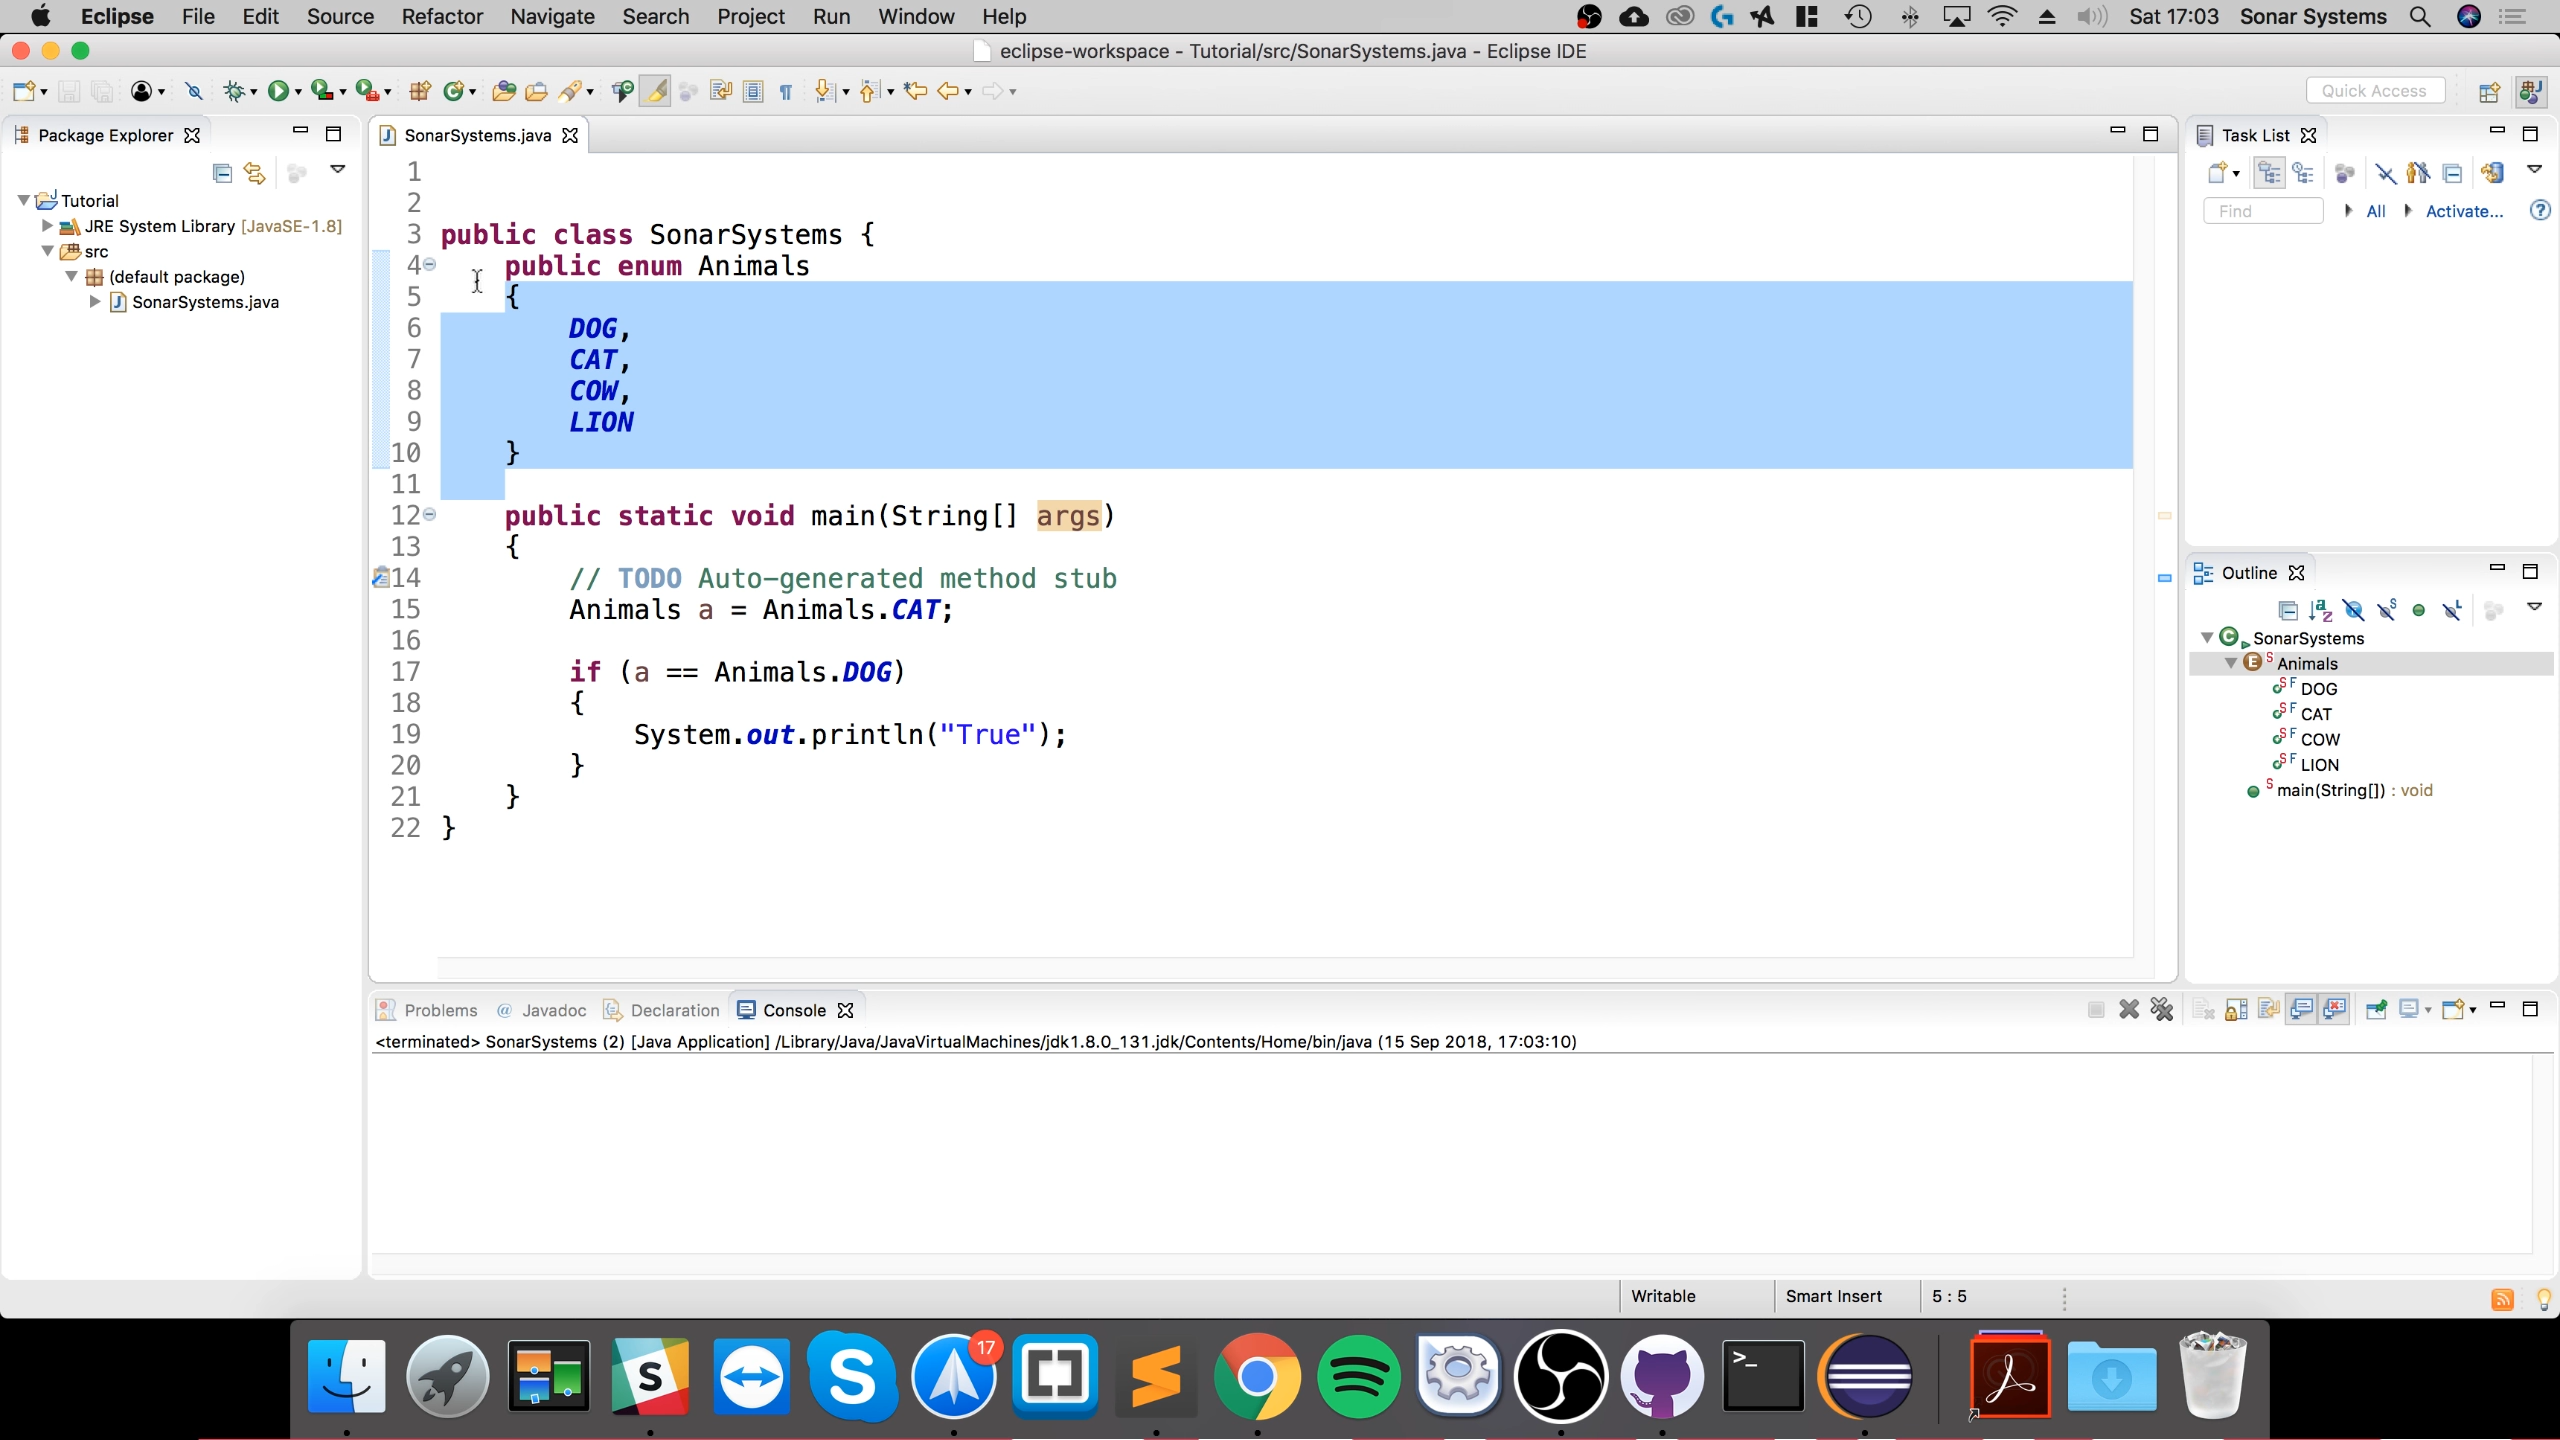 Eclipse File Edit Source Refactor Navigate Search Project Run Window Help Sat 17:03 Sonar Systems
eclipse-workspace - Tutorial/src/SonarSystems.java - Eclipse IDE
Quick Access
Package Explorer
Tutorial
JRE System Library [JavaSE-1.8]
src
(default package)
SonarSystems.java
SonarSystems.java
1
2
3 public class SonarSystems {
4 public enum Animals
5 {
6 DOG,
7 CAT,
8 COW,
9 LION
10 }
11
12 public static void main(String[] args)
13 {
14 // TODO Auto-generated method stub
15 Animals a = Animals.CAT;
16
17 if (a == Animals.DOG)
18 {
19 System.out.println("True");
20 }
21 }
22 }
Task List
Find All Activate...
Outline
SonarSystems
Animals
DOG
CAT
COW
LION
main(String[]) : void
Problems Javadoc Declaration Console
<terminated> SonarSystems (2) [Java Application] /Library/Java/JavaVirtualMachines/jdk1.8.0_131.jdk/Contents/Home/bin/java (15 Sep 2018, 17:03:10)
Writable Smart Insert 5 : 5
17